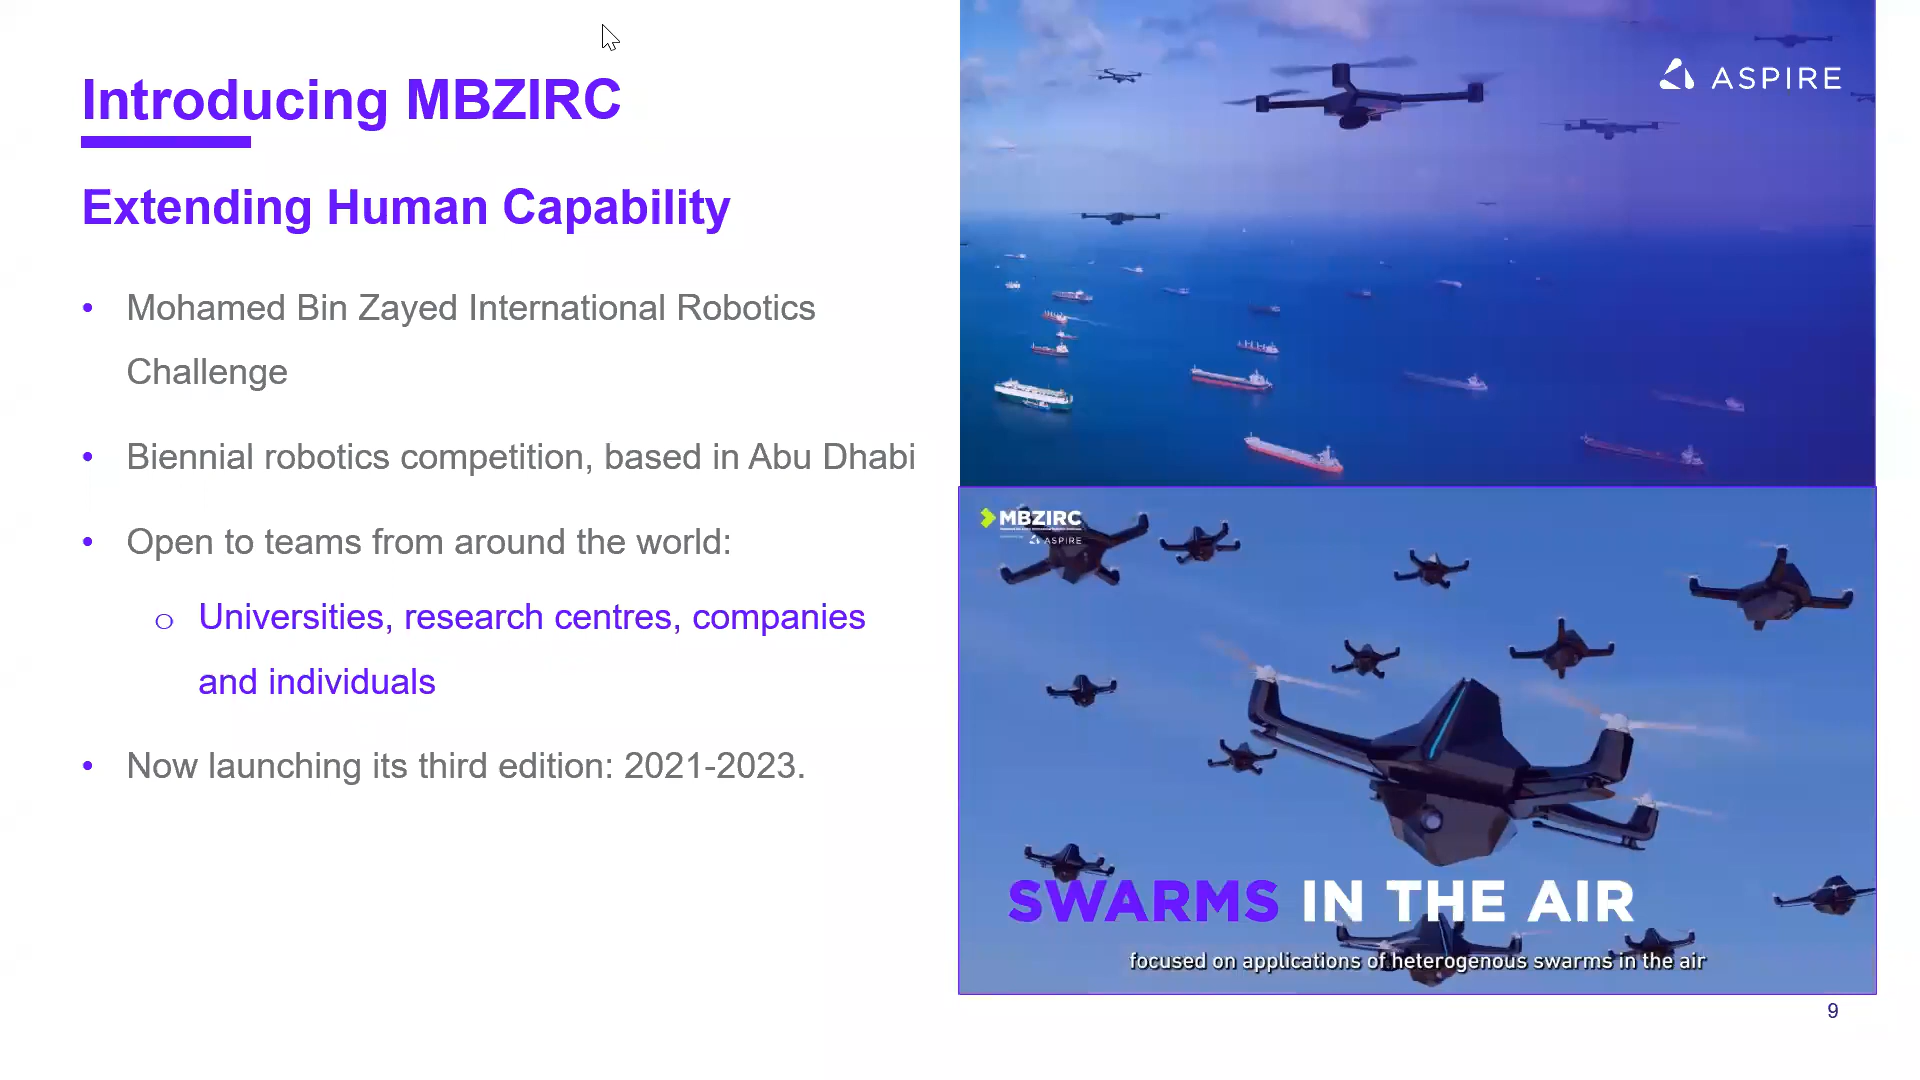 Introducing MBZIRC
Extending Human Capability
• Mohamed Bin Zayed International Robotics
Challenge
• Biennial robotics competition, based in Abu Dhabi
• Open to teams from around the world:
o Universities, research centres, companies
and individuals
• Now launching its third edition: 2021-2023.
ASPIRE
MBZIRC
ASPIRE
SWARMS IN THE AIR
focused on applications of heterogenous swarms in the air
9